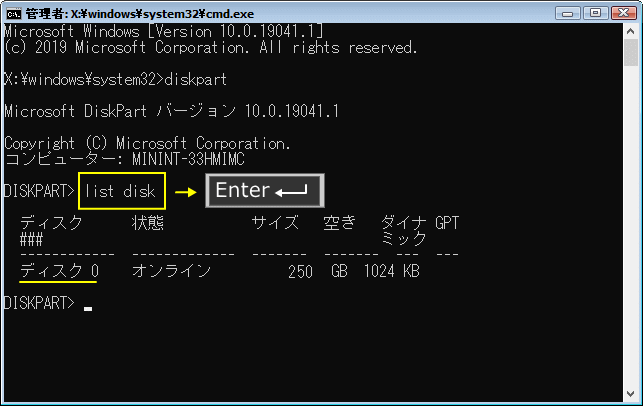 管理者: X:¥windows¥system32¥cmd.exe
Microsoft Windows [Version 10.0.19041.1]
(c) 2019 Microsoft Corporation. All rights reserved.
X:¥windows¥system32>diskpart
Microsoft DiskPart バージョン 10.0.19041.1
Copyright (C) Microsoft Corporation.
コンピューター: MININT-33HMIMC
DISKPART> list disk → Enter
ディスク 状態 サイズ 空き ダイナ GPT
### ミック
------------ ------------- ------- ------- --- ---
ディスク 0 オンライン 250 GB 1024 KB
DISKPART> _